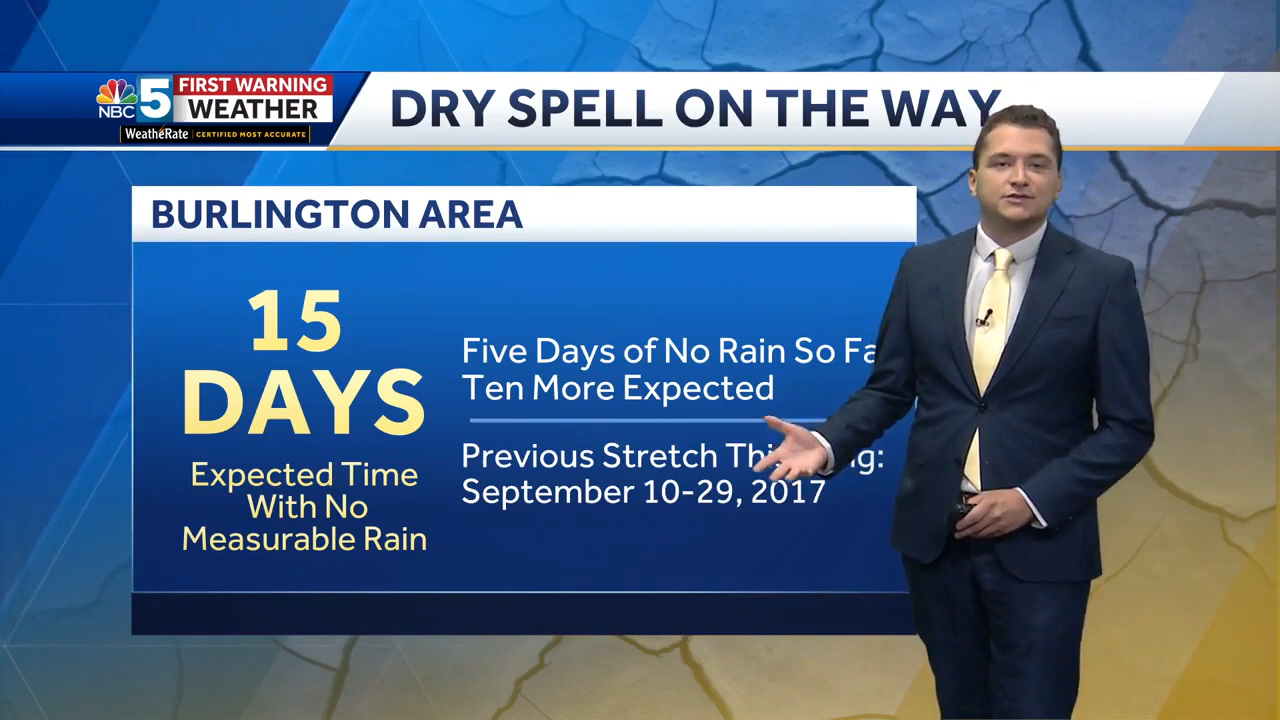 NBC 5 FIRST WARNING
WEATHER
WeatheRate CERTIFIED MOST ACCURATE
DRY SPELL ON THE WAY
BURLINGTON AREA
15
DAYS
Expected Time
With No
Measurable Rain
Five Days of No Rain So
Ten More Expected
Previous Stretch
September 10-29, 2017